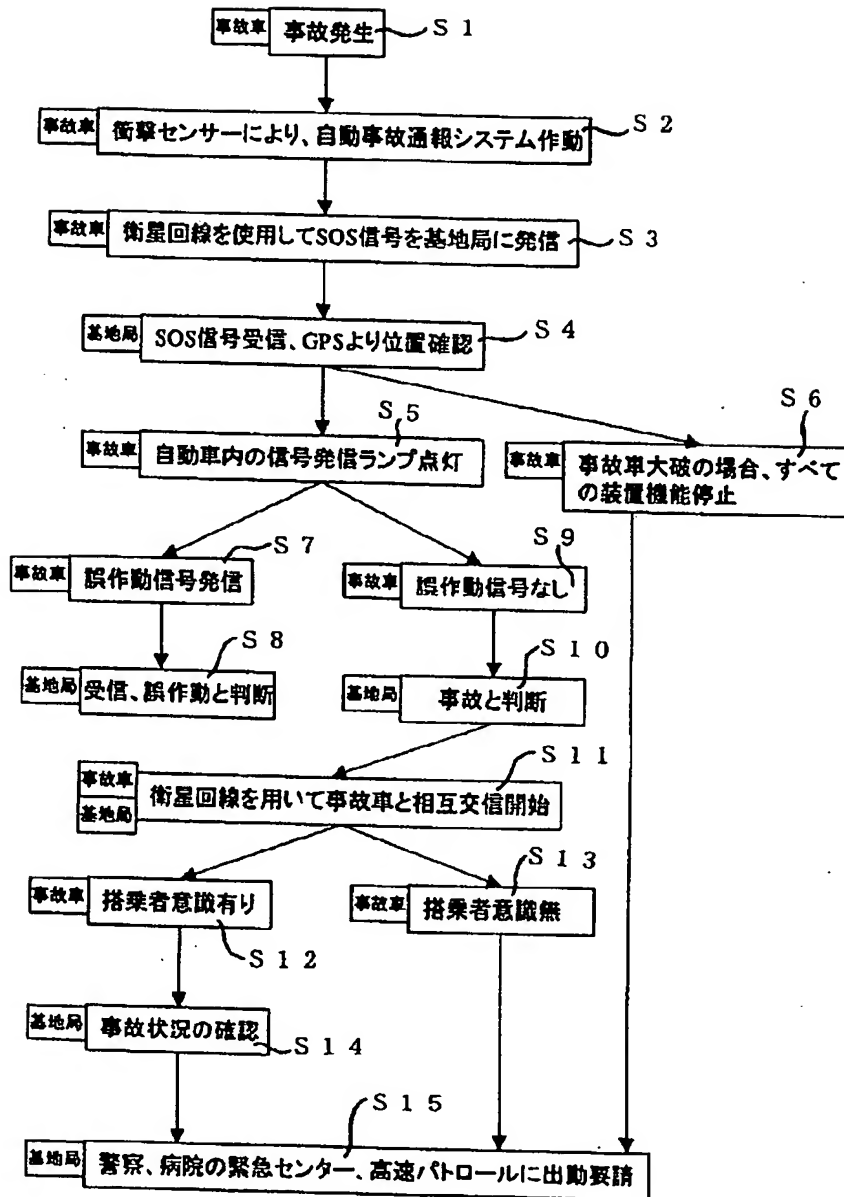 事故車 事故発生 S1
事故車 衝撃センサーにより、自動事故通報システム作動 S2
事故車 衛星回線を使用してSOS信号を基地局に発信 S3
基地局 SOS信号受信、GPSより位置確認 S4
S5
事故車 自動車内の信号発信ランプ点灯
S6
事故車 事故車大破の場合、すべて
の装置機能停止
S7
事故車 誤作動信号発信
S9
事故車 誤作動信号なし
S8
基地局 受信、誤作動と判断
S10
基地局 事故と判断
S11
事故車
基地局
衛星回線を用いて事故車と相互交信開始
事故車 搭乗者意識有り
S12
S13
事故車 搭乗者意識無
基地局 事故状況の確認
S14
S15
基地局 警察、病院の緊急センター、高速パトロールに出動要請